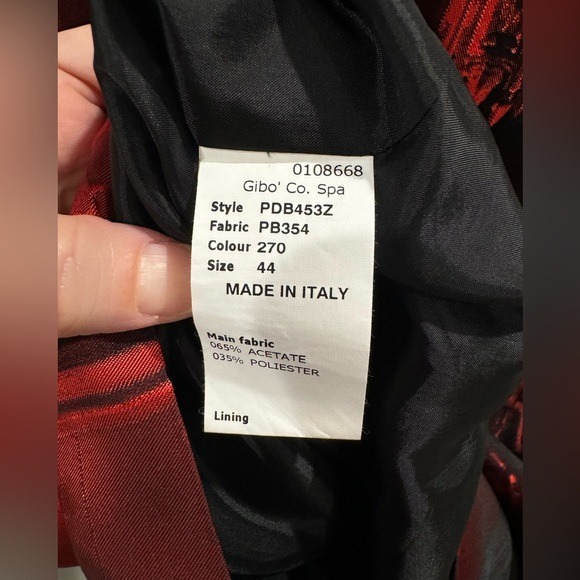 0108668
Gibo' Co. Spa
Style PDB453Z
Fabric PB354
Colour 270
Size 44
MADE IN ITALY
Main fabric
065% ACETATE
035% POLIESTER
Lining